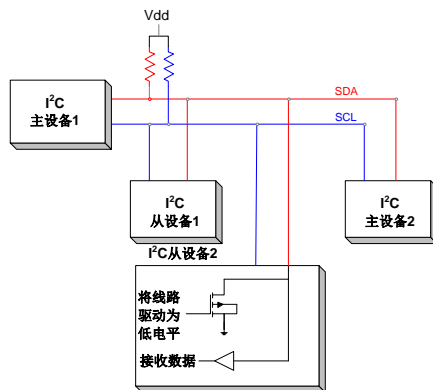 Vdd
SDA
SCL
I²C
主设备1
I²C
从设备1
I²C
主设备2
I²C从设备2
将线路
驱动为
低电平
接收数据